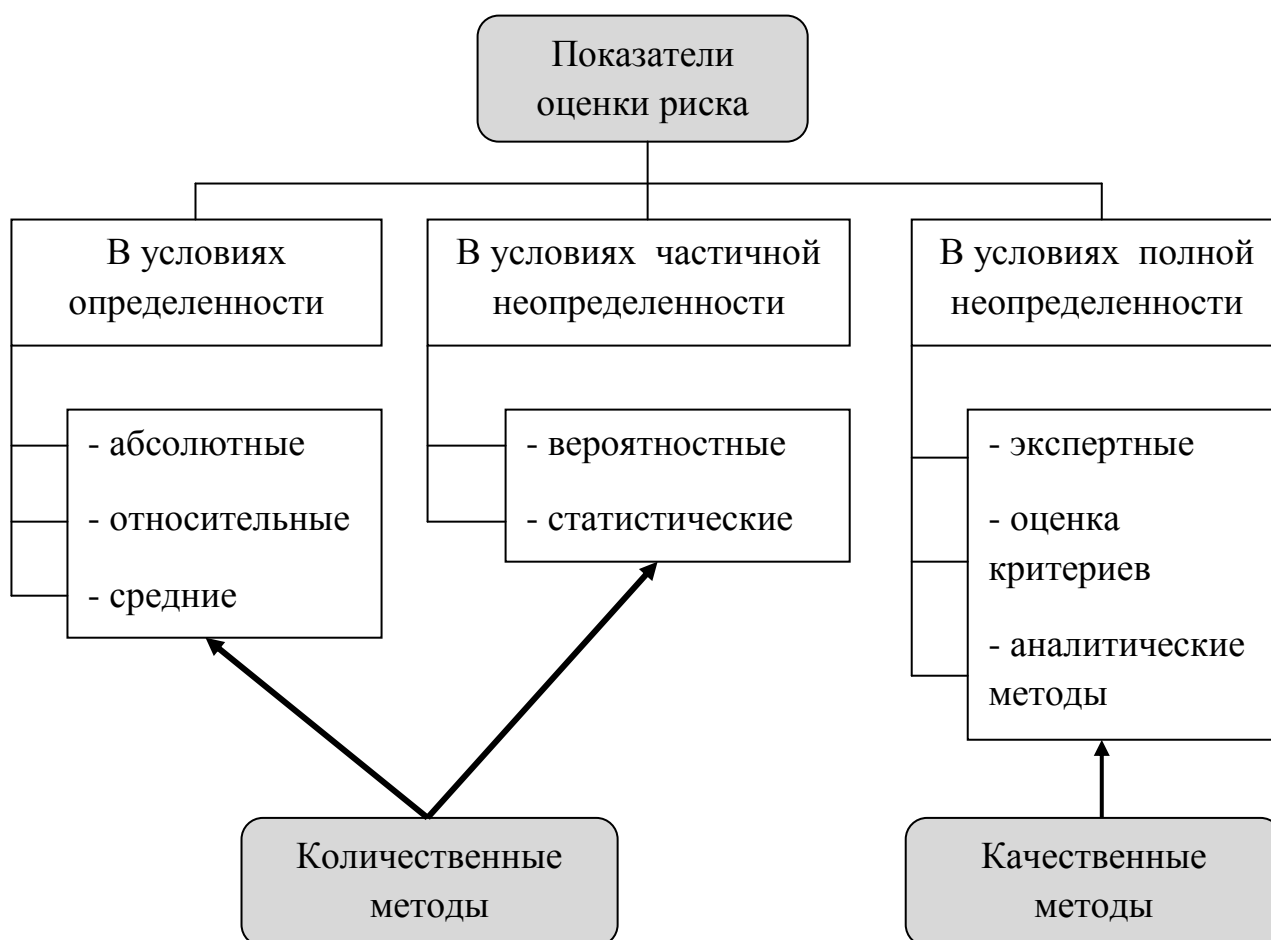 Показатели
оценки риска
В условиях
определенности
В условиях частичной
неопределенности
В условиях полной
неопределенности
- абсолютные
- относительные
- средние
- вероятностные
- статистические
- экспертные
- оценка
критериев
- аналитические
методы
Количественные
методы
Качественные
методы